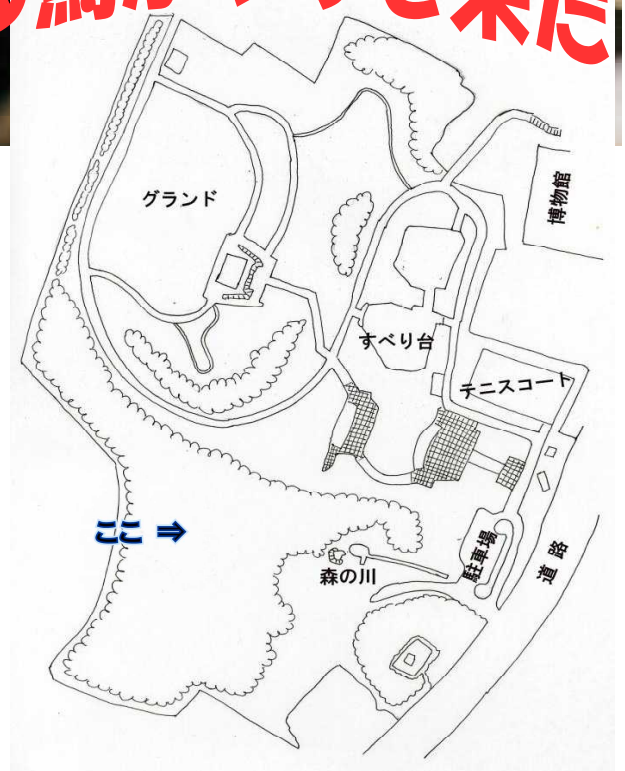 グランド
博物館
すべり台
テニスコート
ここ ⇒
森の川
駐車場
道路